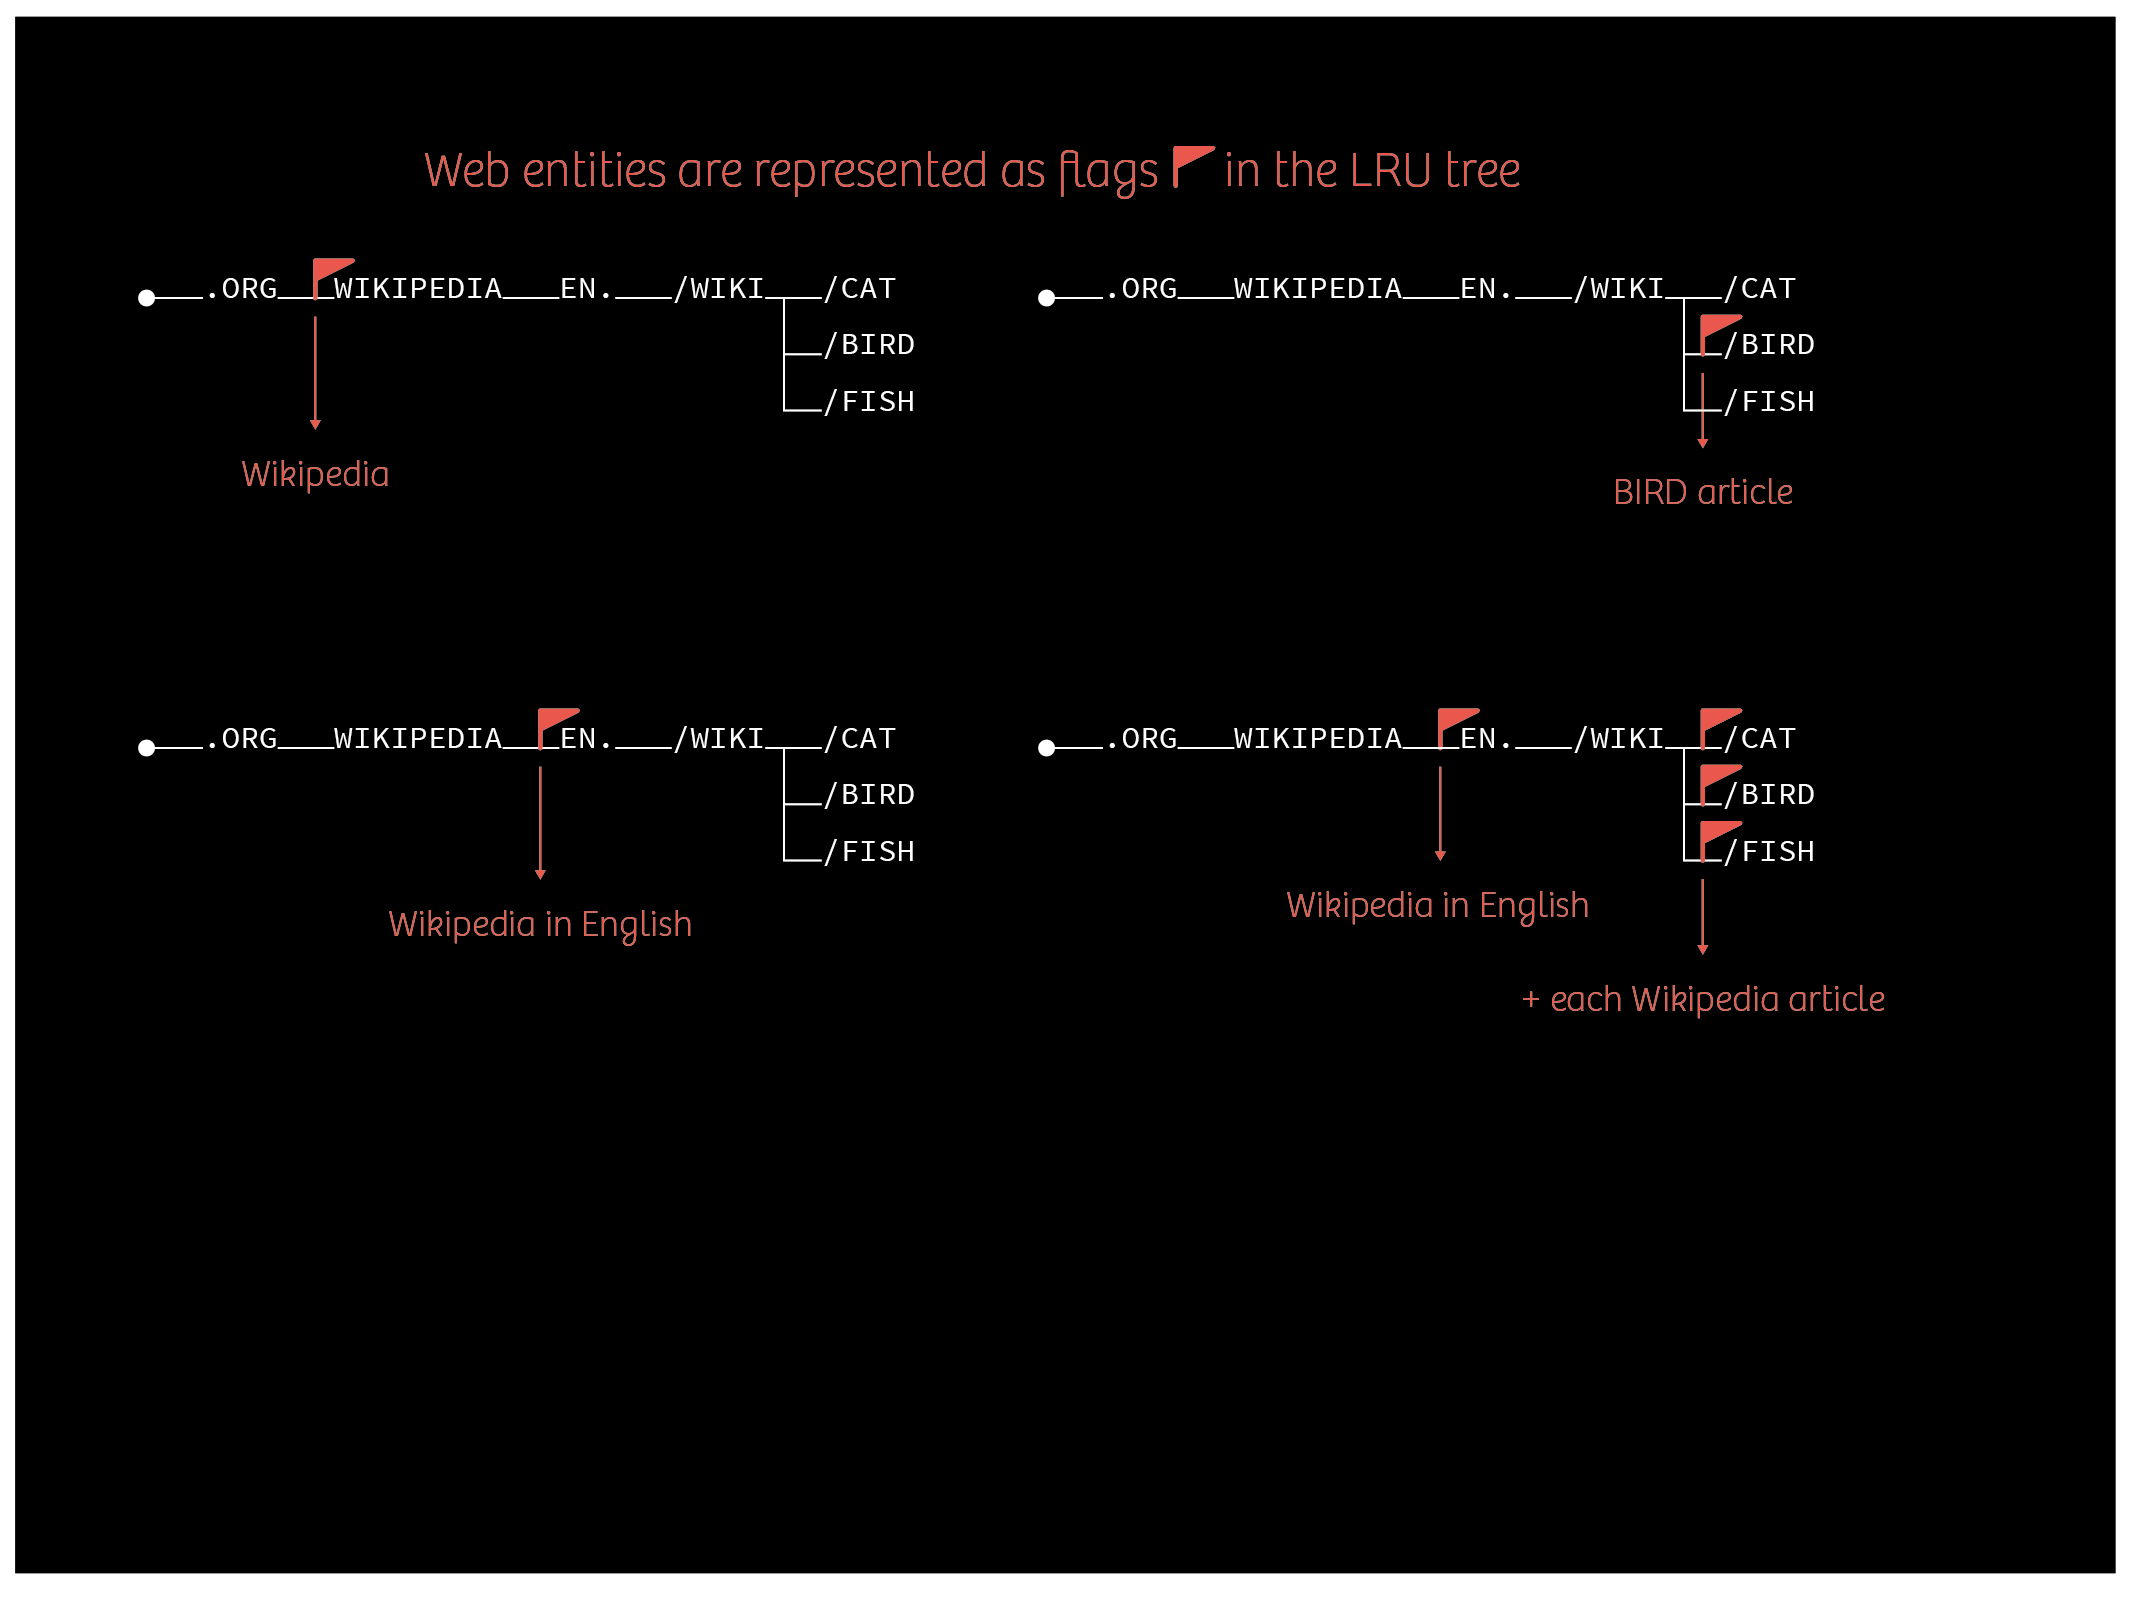 Web entities are represented as flags in the LRU tree
.ORG WIKIPEDIA EN. /WIKI /CAT
/BIRD
/FISH
Wikipedia
.ORG WIKIPEDIA EN. /WIKI /CAT
/BIRD
/FISH
BIRD article
.ORG WIKIPEDIA EN. /WIKI /CAT
/BIRD
/FISH
Wikipedia in English
.ORG WIKIPEDIA EN. /WIKI /CAT
/BIRD
/FISH
Wikipedia in English
+ each Wikipedia article